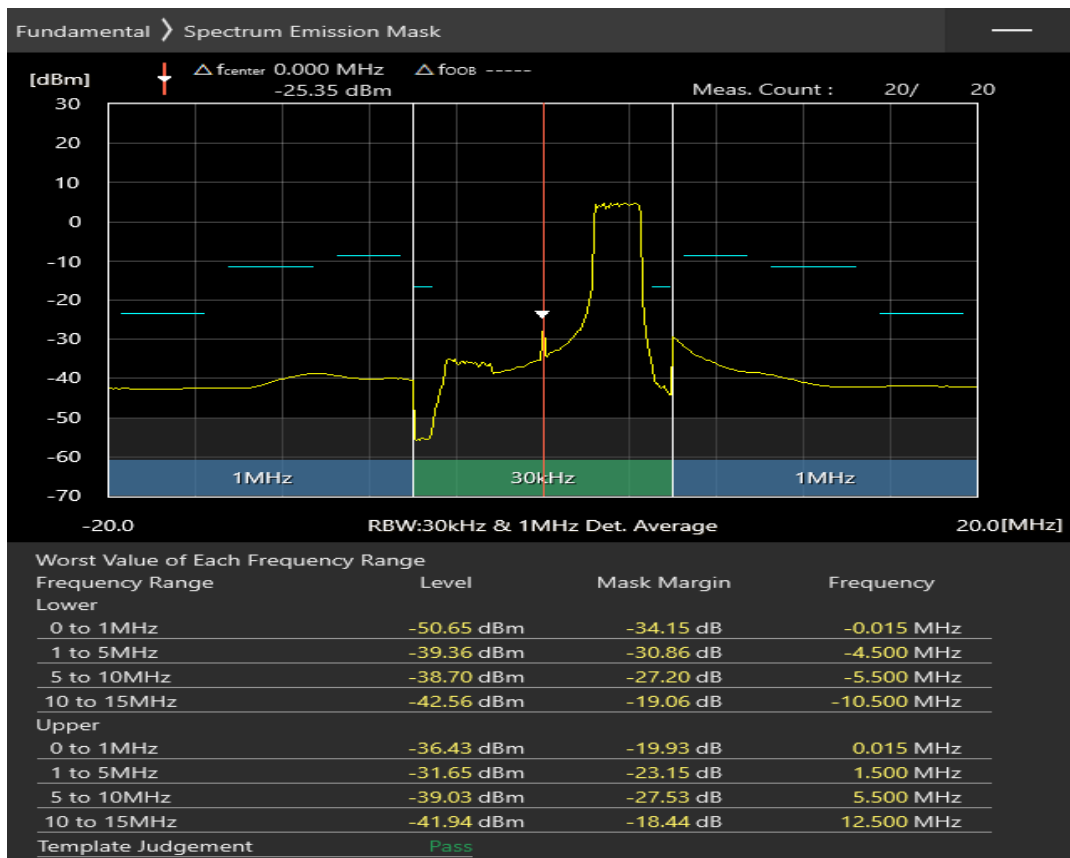 Fundamental ❯ Spectrum Emission Mask
[dBm] △ fcenter 0.000 MHz △ fOOB -----
-25.35 dBm Meas. Count : 20/ 20
30
20
10
0
-10
-20
-30
-40
-50
-60
1MHz 30kHz 1MHz
-70
-20.0 RBW:30kHz & 1MHz Det. Average 20.0[MHz]
Worst Value of Each Frequency Range
Frequency Range Level Mask Margin Frequency
Lower
0 to 1MHz -50.65 dBm -34.15 dB -0.015 MHz
1 to 5MHz -39.36 dBm -30.86 dB -4.500 MHz
5 to 10MHz -38.70 dBm -27.20 dB -5.500 MHz
10 to 15MHz -42.56 dBm -19.06 dB -10.500 MHz
Upper
0 to 1MHz -36.43 dBm -19.93 dB 0.015 MHz
1 to 5MHz -31.65 dBm -23.15 dB 1.500 MHz
5 to 10MHz -39.03 dBm -27.53 dB 5.500 MHz
10 to 15MHz -41.94 dBm -18.44 dB 12.500 MHz
Template Judgement Pass